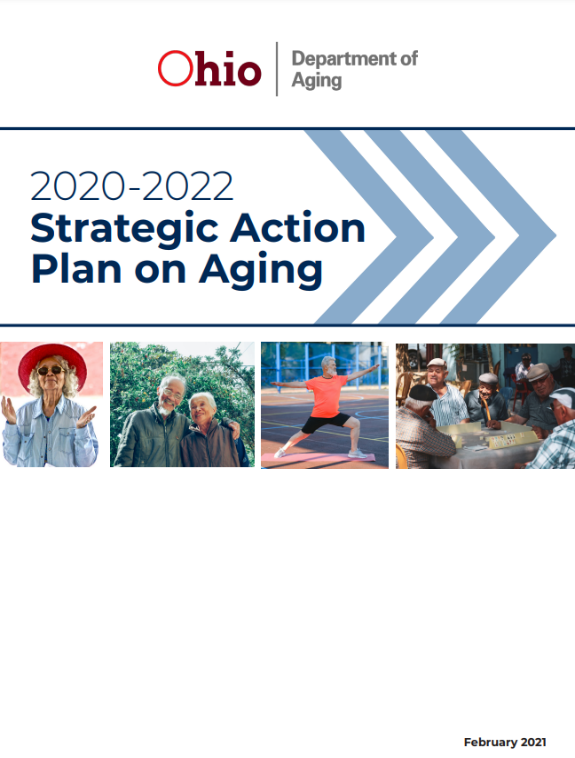 Ohio
Department of
Aging
2020-2022
Strategic Action
Plan on Aging
February 2021